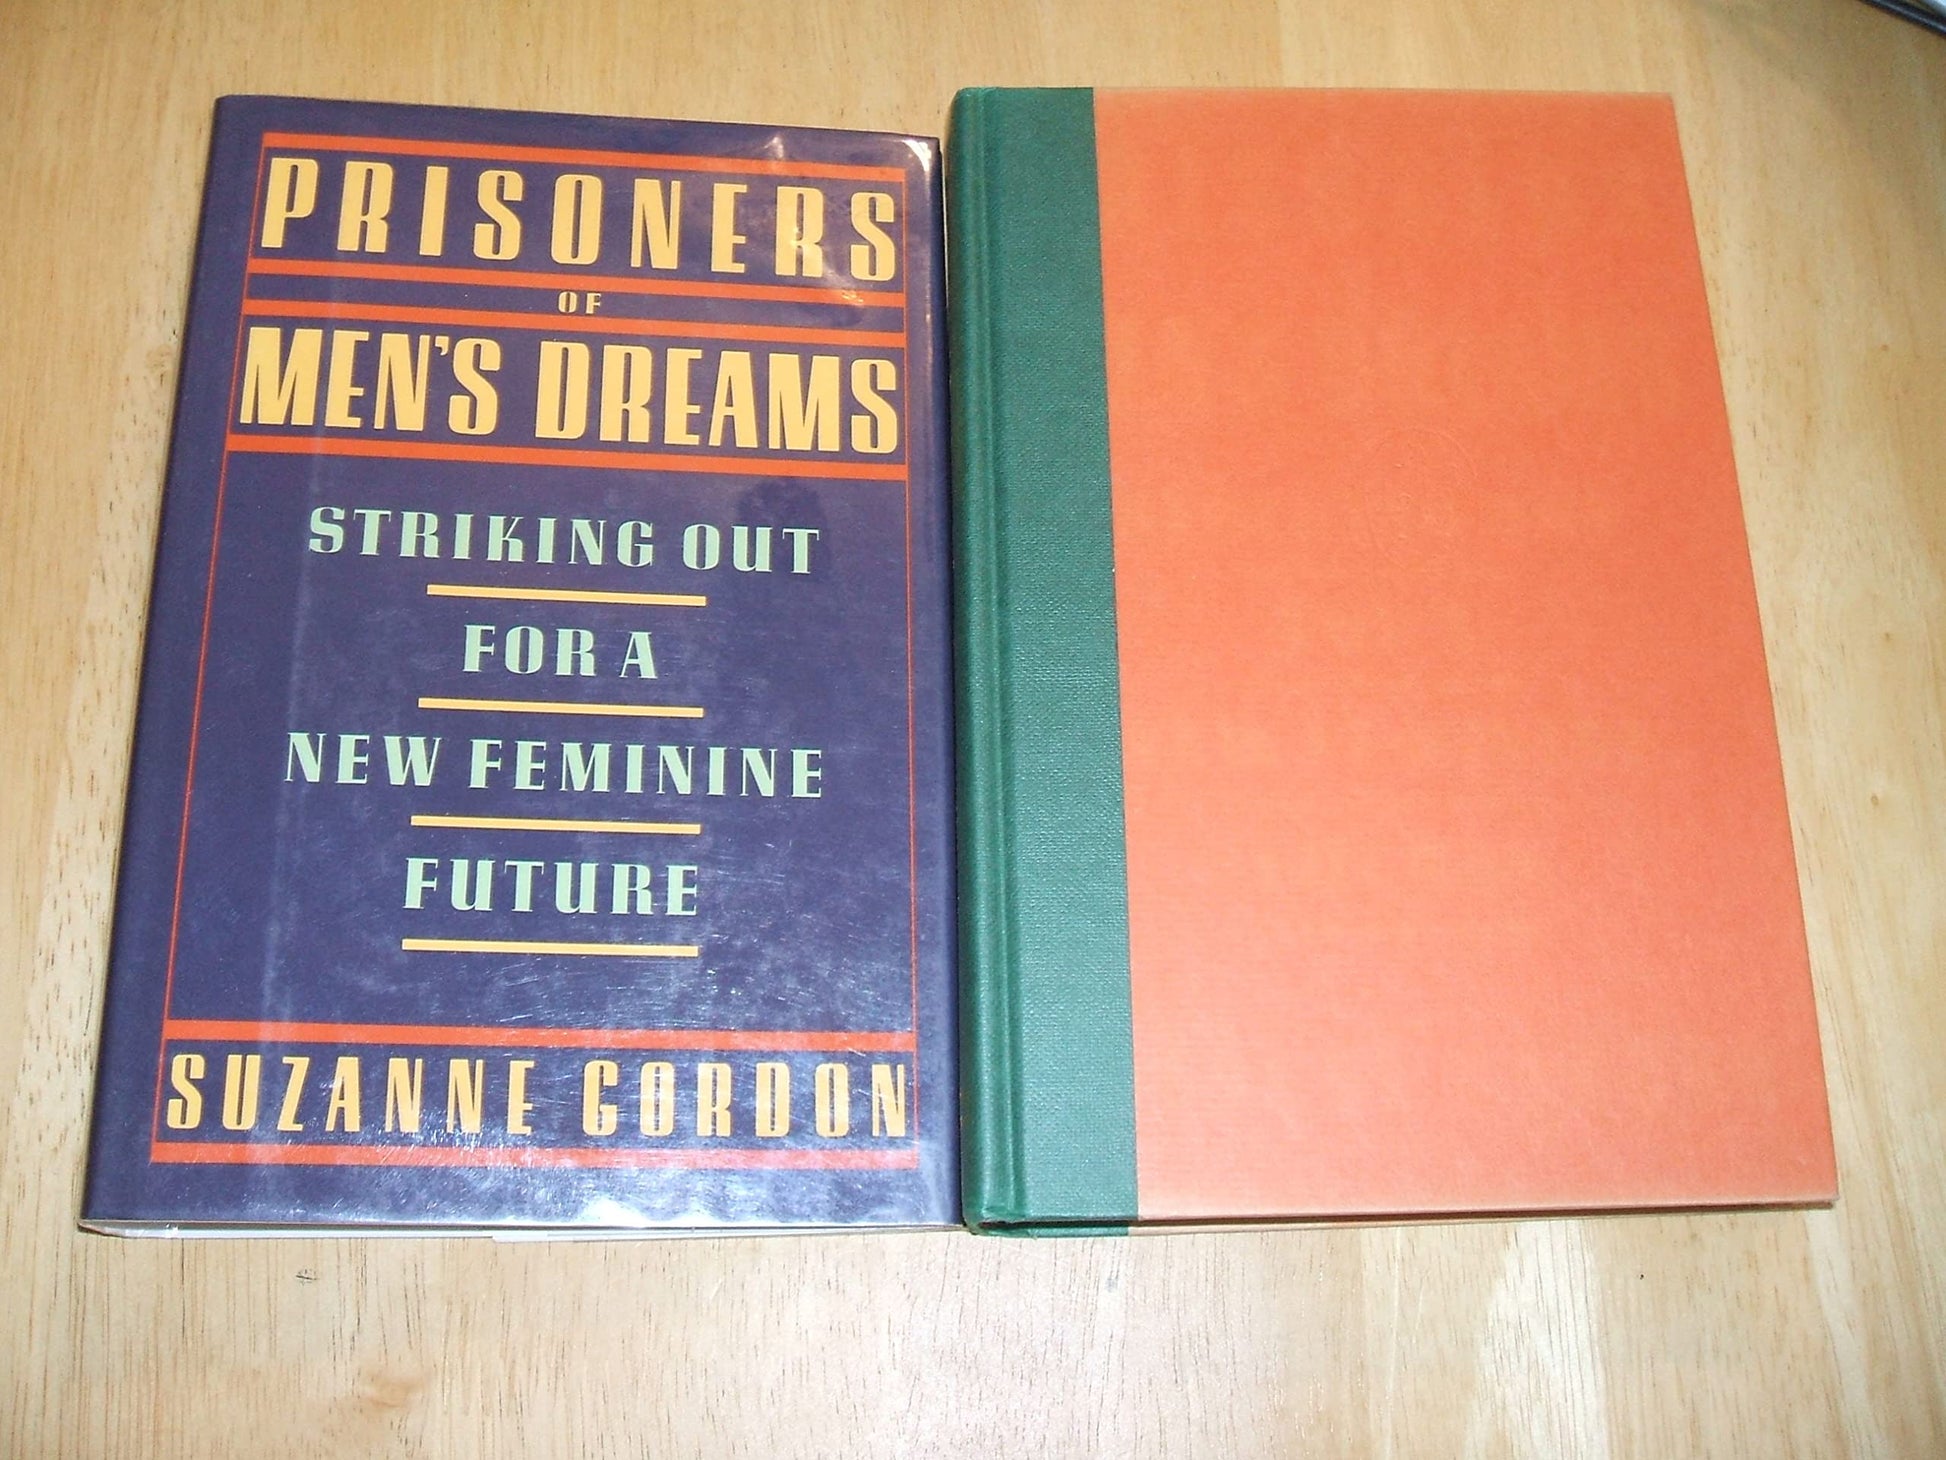 PRISONERS
OF
MEN'S DREAMS
STRIKING OUT
FOR A
NEW FEMININE
FUTURE
SUZANNE GORDON